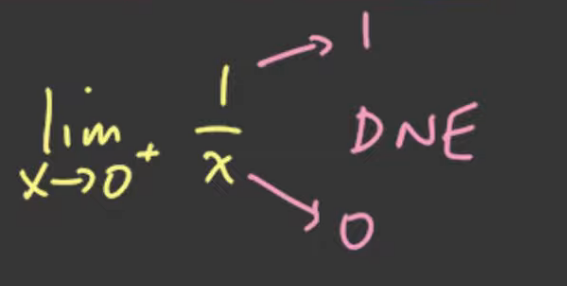 lim x→0⁺ 1/x
→ 1
DNE
→ 0